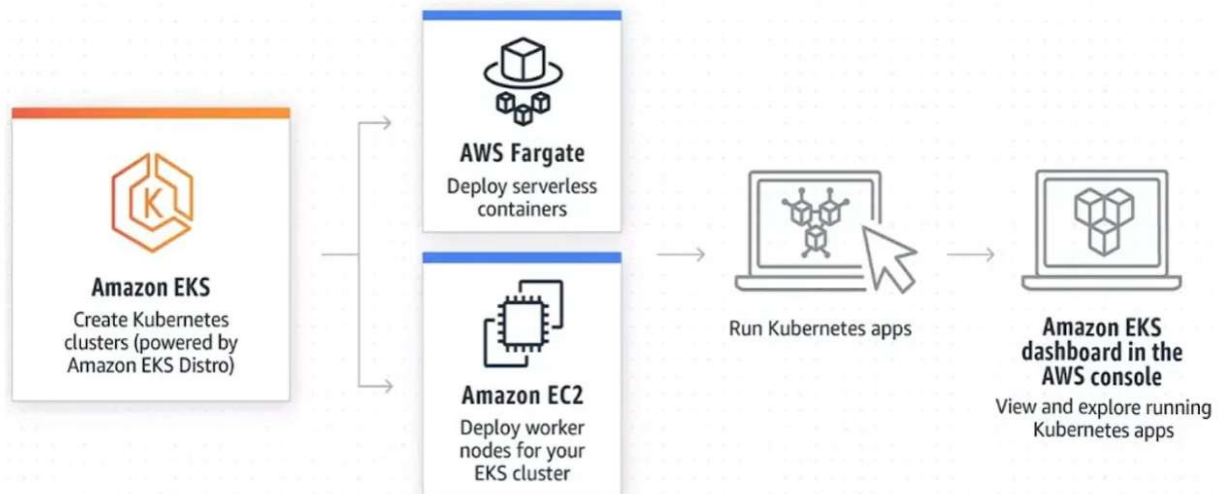 K
Amazon EKS
Create Kubernetes
clusters (powered by
Amazon EKS Distro)
AWS Fargate
Deploy serverless
containers
Amazon EC2
Deploy worker
nodes for your
EKS cluster
Run Kubernetes apps
Amazon EKS
dashboard in the
AWS console
View and explore running
Kubernetes apps